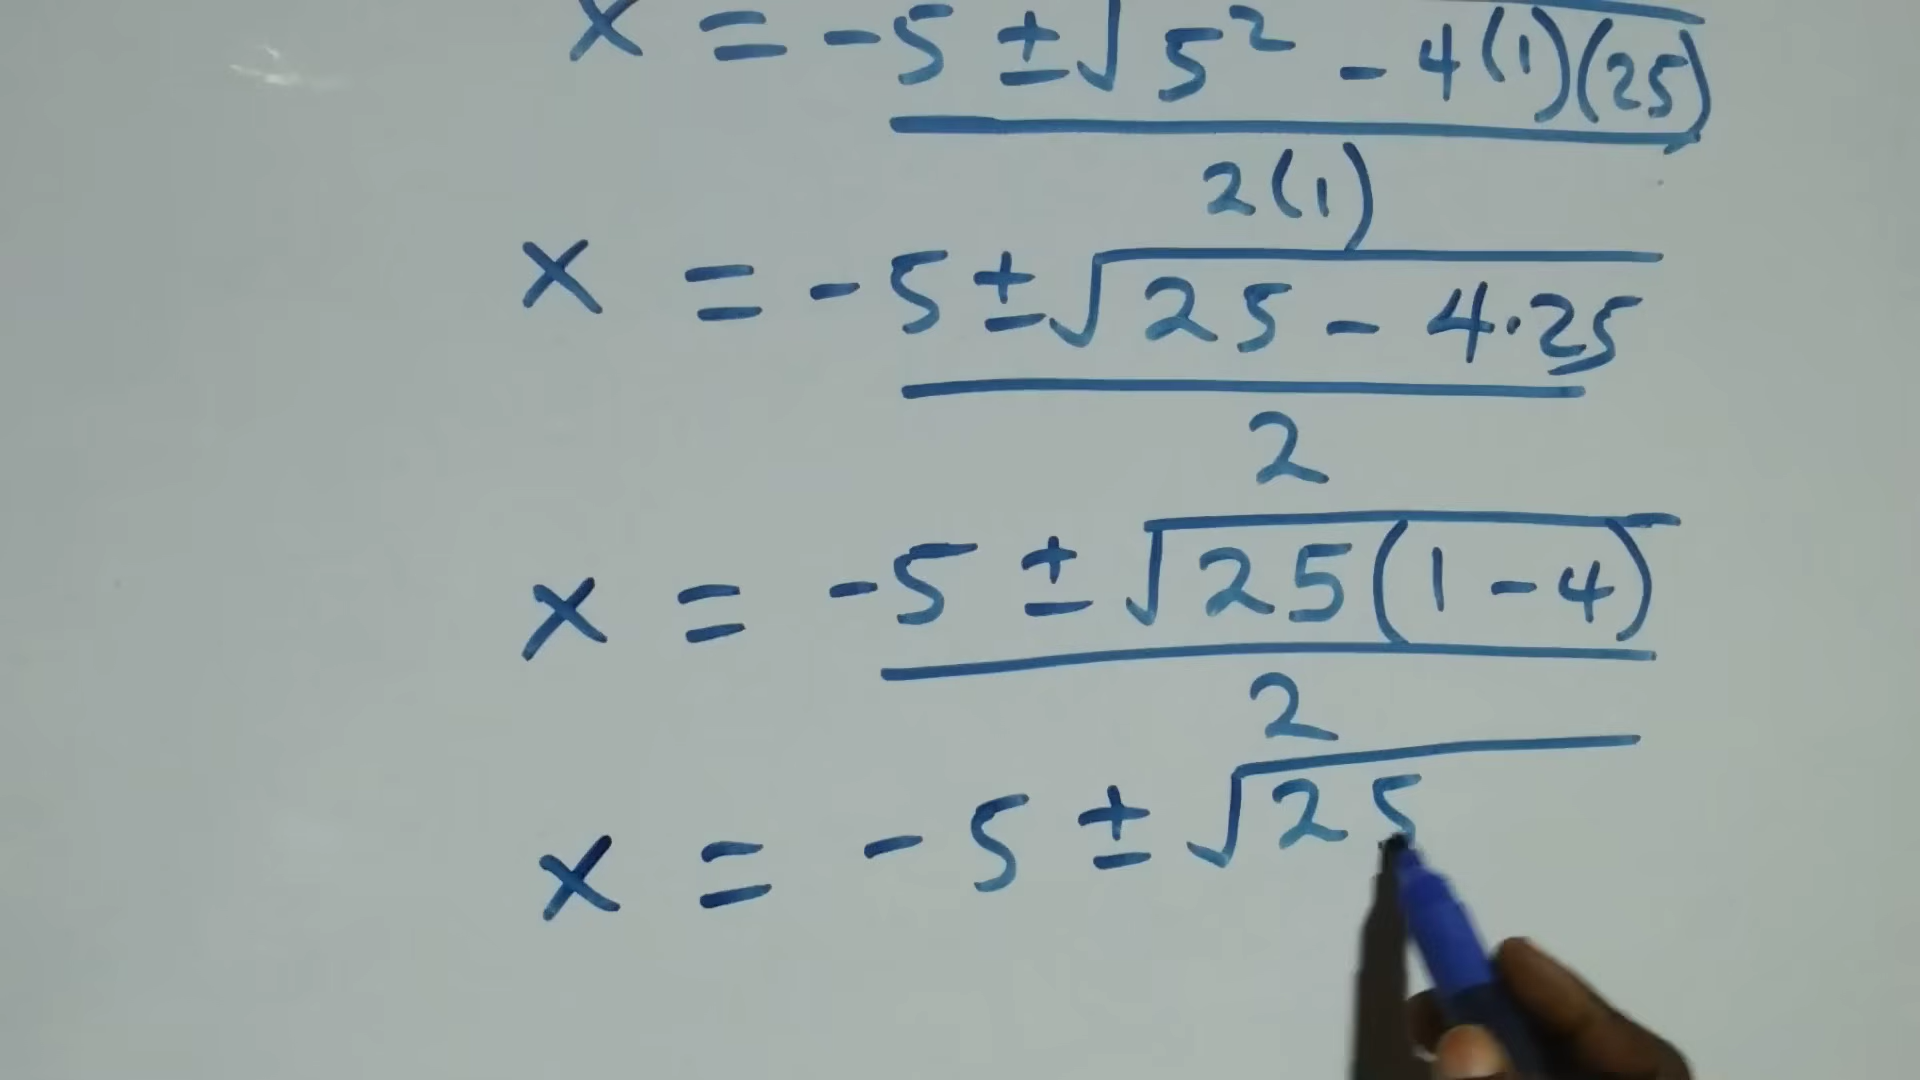 x = -5 ± √5² - 4(1)(25)
2(1)
x = -5 ± √25 - 4·25
2
x = -5 ± √25(1-4)
2
x = -5 ± √25